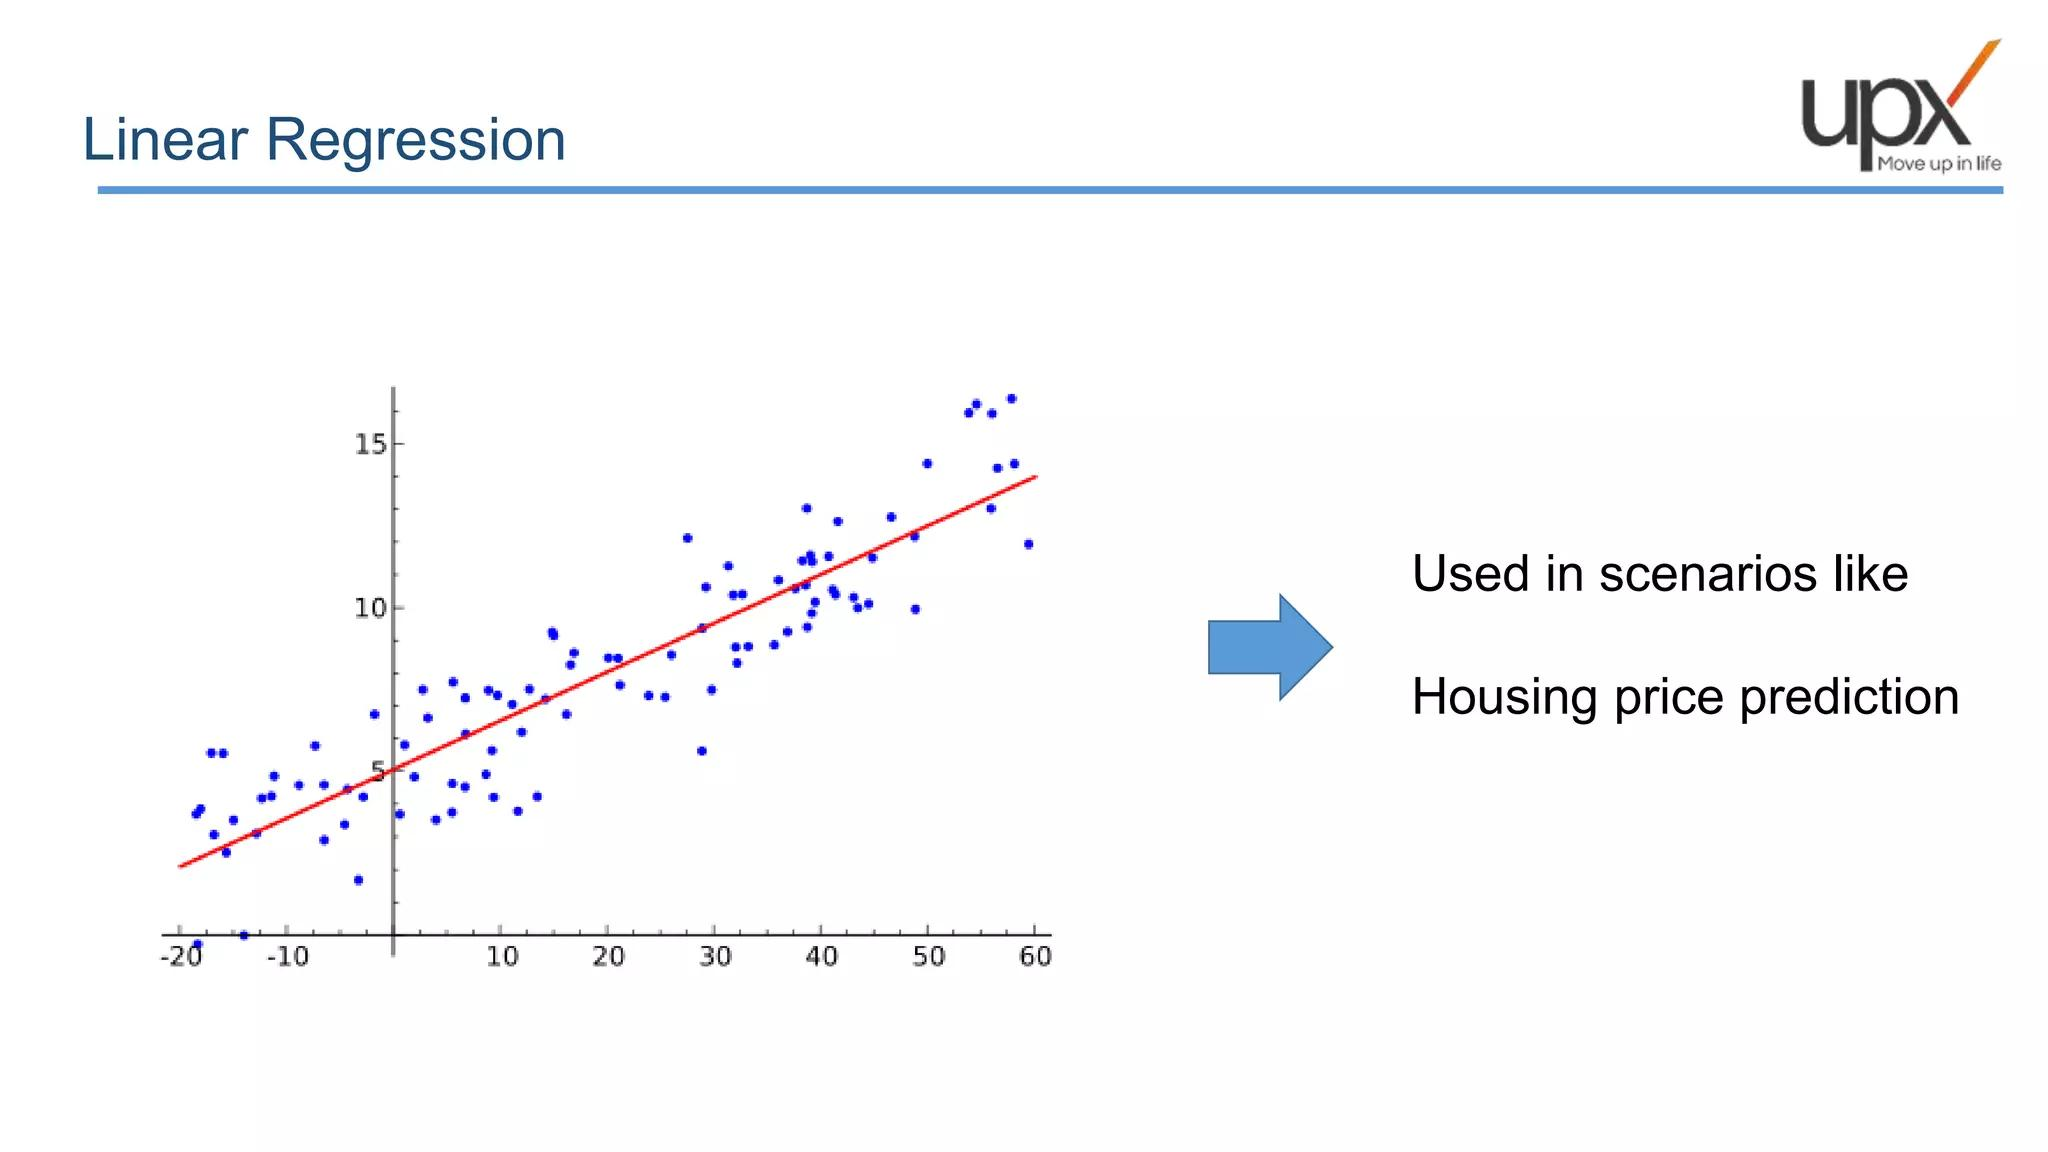 Linear Regression
upx
Move up in life
15
10
5
-20 -10 10 20 30 40 50 60
Used in scenarios like
Housing price prediction